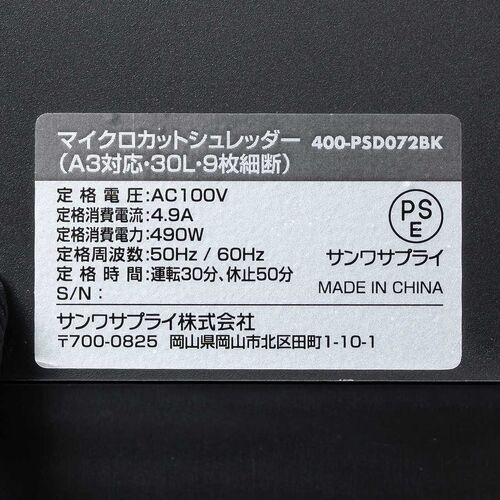 マイクロカットシュレッダー 400-PSD072BK
(A3対応・30L・9枚細断)
定格電圧:AC100V
定格消費電流:4.9A
定格消費電力:490W
定格周波数:50Hz / 60Hz
定格時間:運転30分、休止50分
S/N:
PS
E
サンワサプライ
MADE IN CHINA
サンワサプライ株式会社
〒700-0825 岡山県岡山市北区田町1-10-1